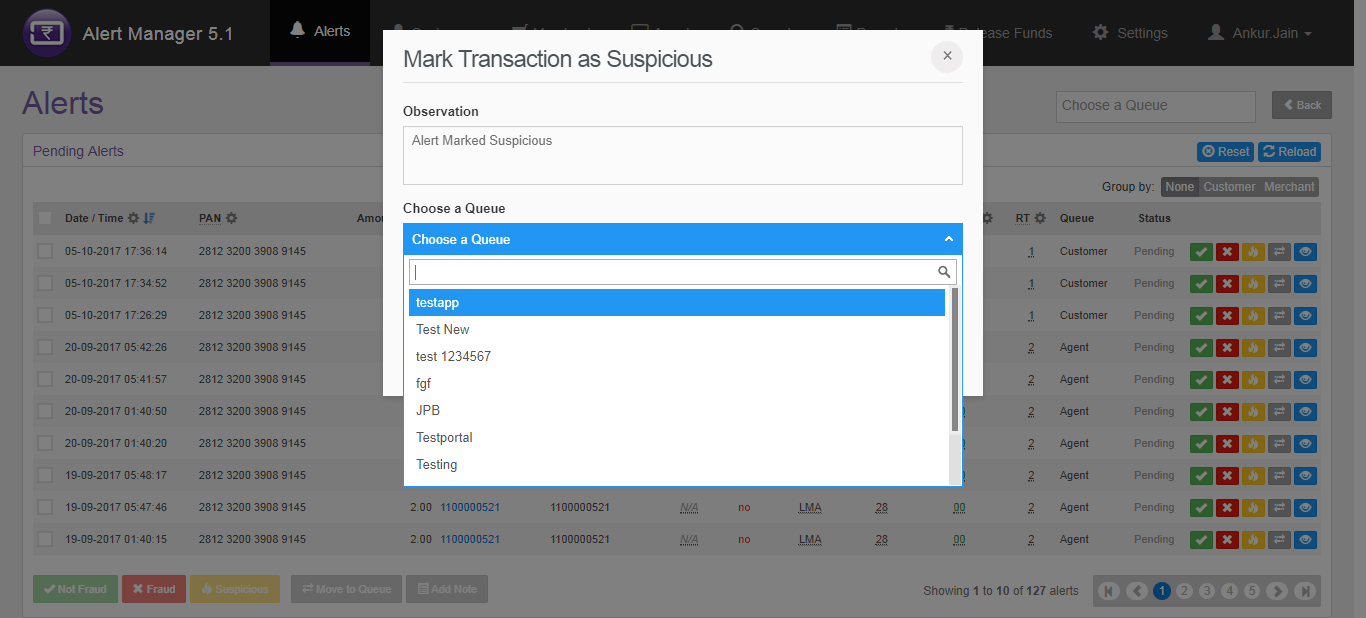 Alert Manager 5.1
Alerts
Release Funds
Settings
Ankur.Jain
Mark Transaction as Suspicious
×
Observation
Alert Marked Suspicious
Choose a Queue
Choose a Queue
testapp
Test New
test 1234567
fgf
JPB
Testportal
Testing
Alerts
Choose a Queue
Back
Pending Alerts
Reset Reload
Group by: None Customer Merchant
Date / Time PAN RT Queue Status
05-10-2017 17:36:14 2812 3200 3908 9145 1 Customer Pending
05-10-2017 17:34:52 2812 3200 3908 9145 1 Customer Pending
05-10-2017 17:26:29 2812 3200 3908 9145 1 Customer Pending
20-09-2017 05:42:26 2812 3200 3908 9145 2 Agent Pending
20-09-2017 05:41:57 2812 3200 3908 9145 2 Agent Pending
20-09-2017 01:40:50 2812 3200 3908 9145 2 Agent Pending
20-09-2017 01:40:20 2812 3200 3908 9145 2 Agent Pending
19-09-2017 05:48:17 2812 3200 3908 9145 2 Agent Pending
19-09-2017 05:47:46 2812 3200 3908 9145 2.00 1100000521 1100000521 N/A no LMA 28 00 2 Agent Pending
19-09-2017 01:40:15 2812 3200 3908 9145 2.00 1100000521 1100000521 N/A no LMA 28 00 2 Agent Pending
Not Fraud Fraud Suspicious Move to Queue Add Note
Showing 1 to 10 of 127 alerts 1 2 3 4 5